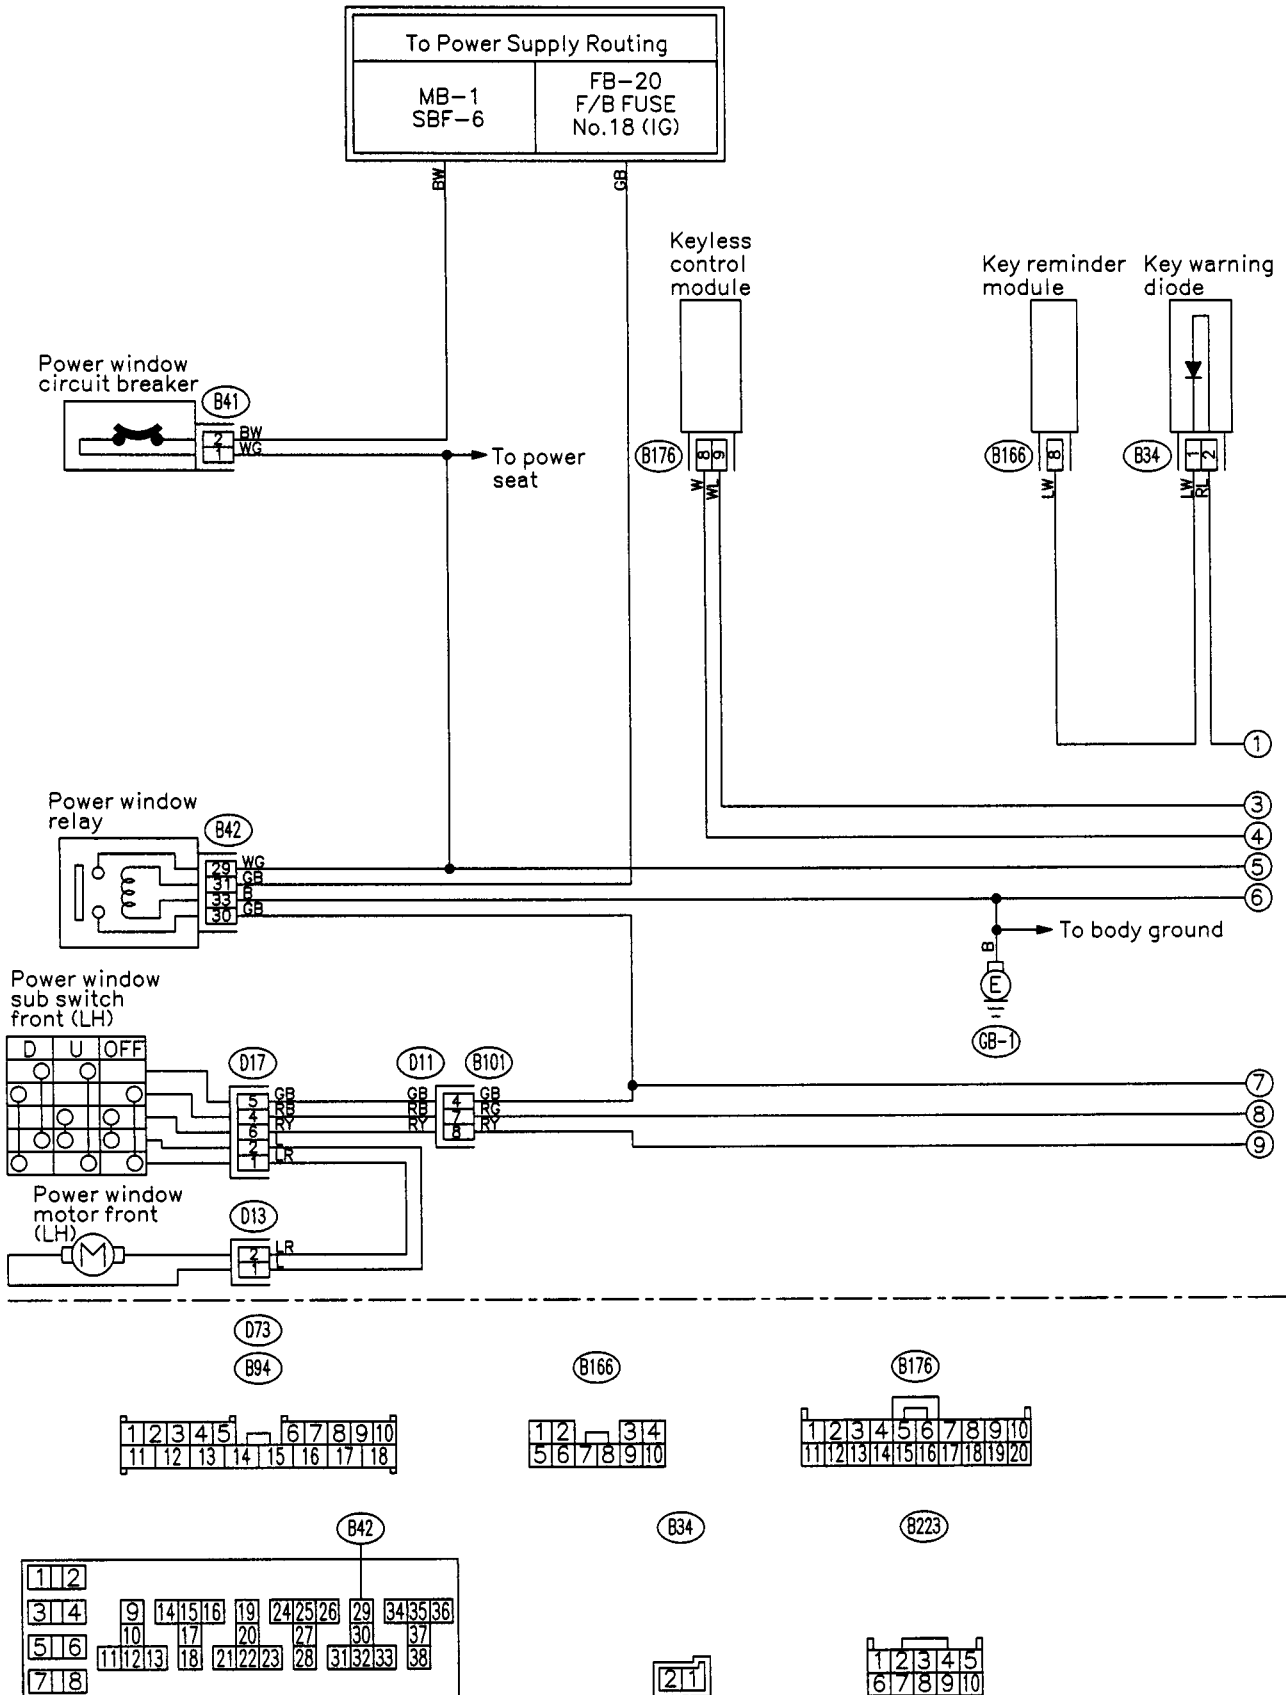 To Power Supply Routing
MB-1
SBF-6
FB-20
F/B FUSE
No.18 (IG)
BW
GB
Keyless
control
module
Key reminder
module
Key warning
diode
Power window
circuit breaker
B41
2 BW
1 WG
To power
seat
B176
8 9
W WL
B166
8
LW
B34
1 2
LW RL
1
3
4
5
6
Power window
relay
B42
29 WG
31 GB
33 B
30 GB
To body ground
B
E
GB-1
Power window
sub switch
front (LH)
D U OFF
D17
D11
B101
5 GB GB 4 GB
4 RB RB 7 RG
6 RY RY 8 RY
2 L
1 LR
7
8
9
Power window
motor front
(LH)
M
D13
2 LR
1 L
D73
B94
1 2 3 4 5 6 7 8 9 10
11 12 13 14 15 16 17 18
B166
1 2 3 4
5 6 7 8 9 10
B176
1 2 3 4 5 6 7 8 9 10
11 12 13 14 15 16 17 18 19 20
B42
1 2
3 4 9 14 15 16 19 24 25 26 29 34 35 36
10 17 20 27 30 37
5 6 11 12 13 18 21 22 23 28 31 32 33 38
7 8
B34
2 1
B223
1 2 3 4 5
6 7 8 9 10